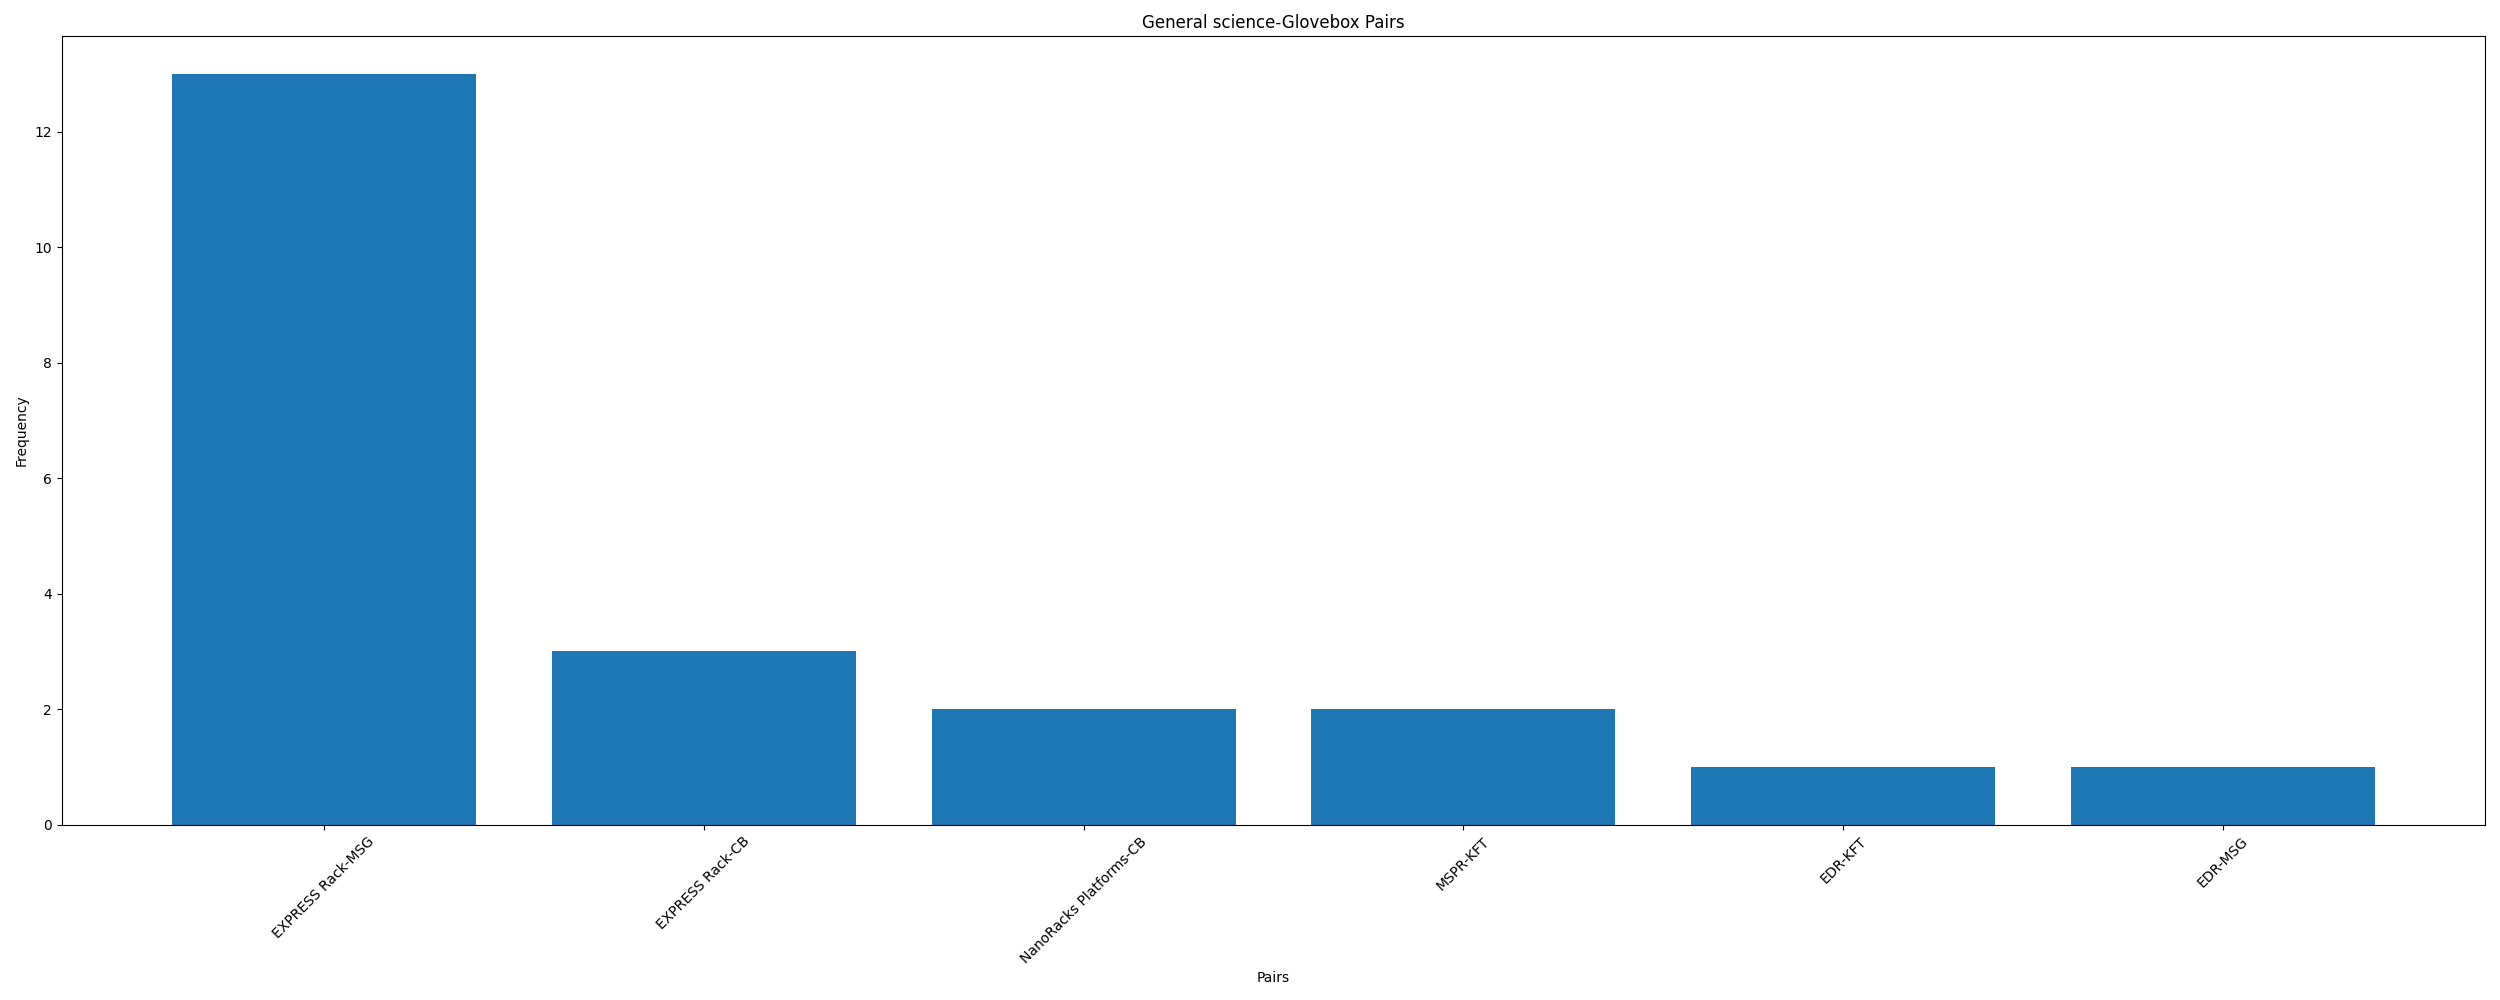 General science-Glovebox Pairs
Frequency
12
10
8
6
4
2
0
EXPRESS Rack-MSG
EXPRESS Rack-CB
NanoRacks Platforms-CB
MSPR-KFT
EDR-KFT
EDR-MSG
Pairs